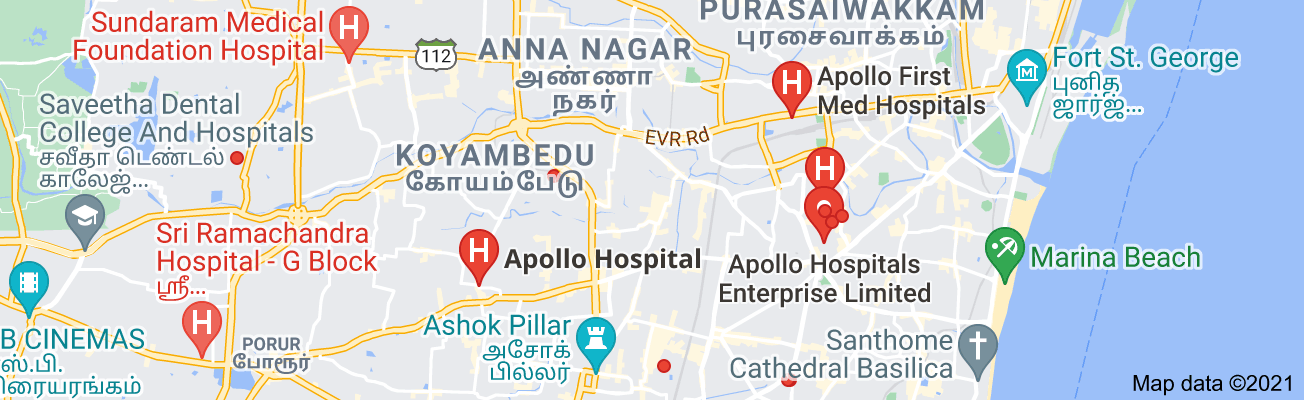 PURASAIWAKKAM
புரசைவாக்கம்
Sundaram Medical
Foundation Hospital
H
112
ANNA NAGAR
அண்ணா
நகர்
H
Apollo First
Med Hospitals
Fort St. George
புனித
ஜார்ஜ்...
Saveetha Dental
College And Hospitals
சவீதா டென்டல்
காலேஜ்...
EVR Rd
KOYAMBEDU
கோயம்பேடு
H
Sri Ramachandra
Hospital - G Block
ஸ்ரீ...
H
H
Apollo Hospital
Apollo Hospitals
Enterprise Limited
Marina Beach
B CINEMAS
ஸ்.பி.
ிரையரங்கம்
PORUR
போரூர்
Ashok Pillar
அசோக்
பில்லர்
Santhome
Cathedral Basilica
Map data ©2021